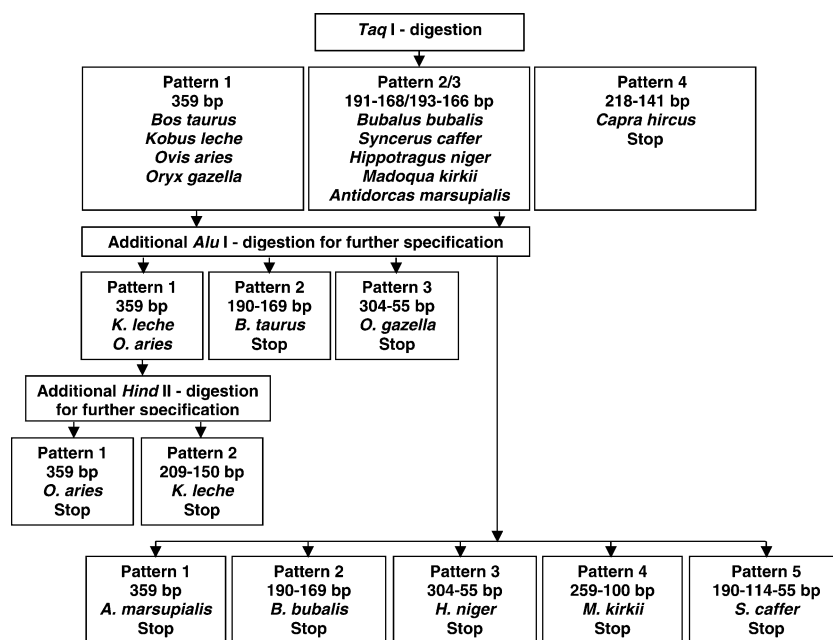 Taq I - digestion
Pattern 1
359 bp
Bos taurus
Kobus leche
Ovis aries
Oryx gazella
Pattern 2/3
191-168/193-166 bp
Bubalus bubalis
Syncerus caffer
Hippotragus niger
Madoqua kirkii
Antidorcas marsupialis
Pattern 4
218-141 bp
Capra hircus
Stop
Additional Alu I - digestion for further specification
Pattern 1
359 bp
K. leche
O. aries
Pattern 2
190-169 bp
B. taurus
Stop
Pattern 3
304-55 bp
O. gazella
Stop
Additional Hind II - digestion
for further specification
Pattern 1
359 bp
O. aries
Stop
Pattern 2
209-150 bp
K. leche
Stop
Pattern 1
359 bp
A. marsupialis
Stop
Pattern 2
190-169 bp
B. bubalis
Stop
Pattern 3
304-55 bp
H. niger
Stop
Pattern 4
259-100 bp
M. kirkii
Stop
Pattern 5
190-114-55 bp
S. caffer
Stop